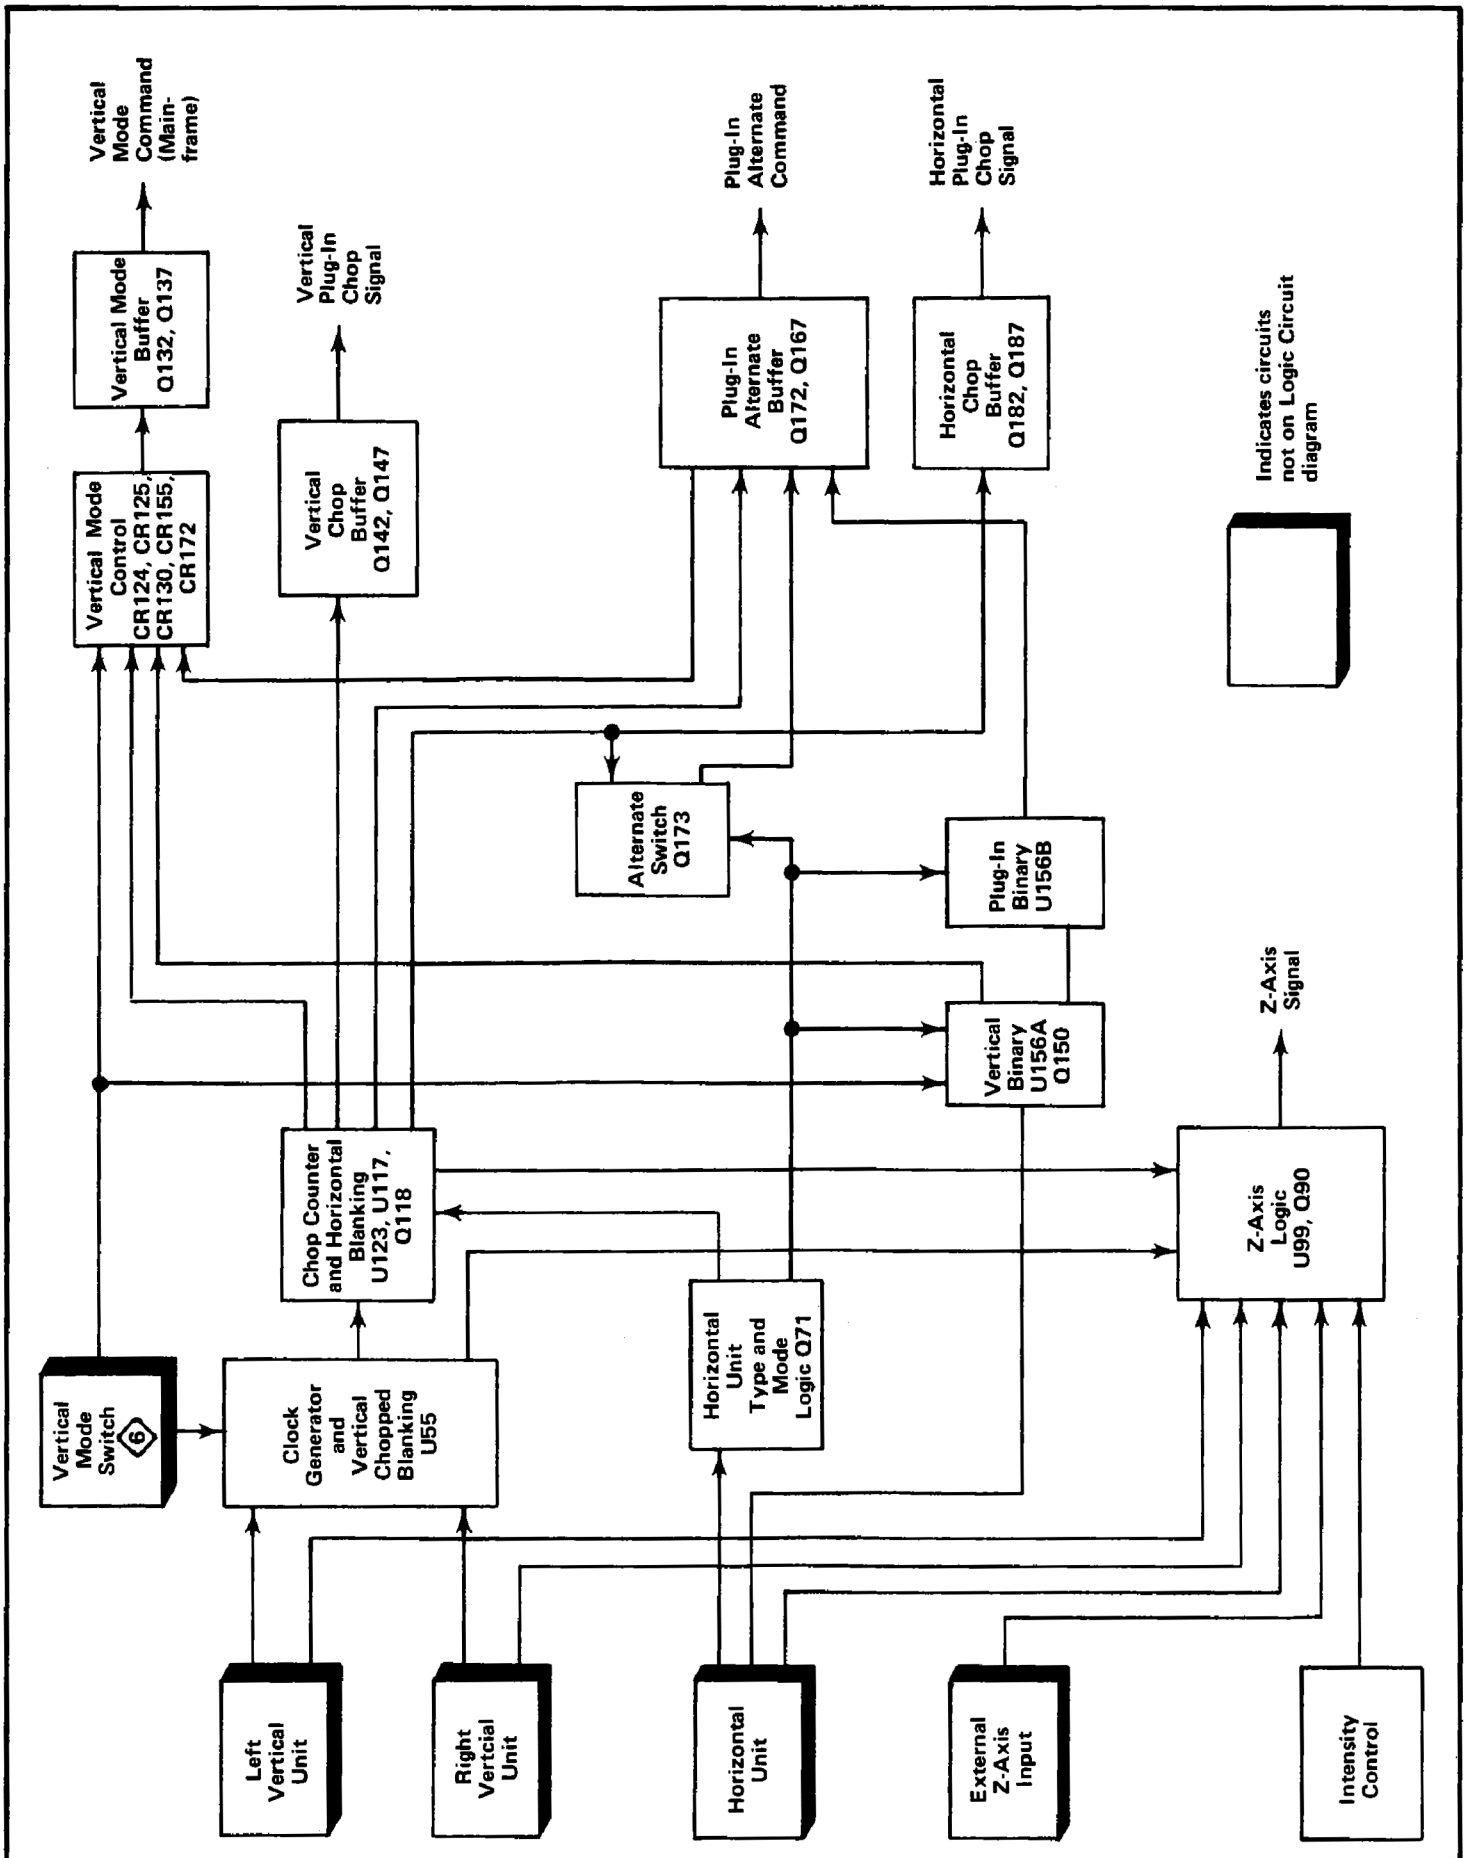 Vertical
Mode
Switch
6
Left
Vertical
Unit
Right
Vertcial
Unit
Horizontal
Unit
External
Z-Axis
Input
Intensity
Control
Clock
Generator
and
Vertical
Chopped
Blanking
U55
Horizontal
Unit
Type and
Mode
Logic Q71
Chop Counter
and Horizontal
Blanking
U123, U117,
Q118
Z-Axis
Logic
U99, Q90
Z-Axis
Signal
Vertical
Binary
U156A
Q150
Plug-In
Binary
U156B
Alternate
Switch
Q173
Vertical Mode
Control
CR124, CR125,
CR130, CR155,
CR172
Vertical Mode
Buffer
Q132, Q137
Vertical
Mode
Command
(Main-
frame)
Vertical
Chop
Buffer
Q142, Q147
Vertical
Plug-In
Chop
Signal
Plug-In
Alternate
Buffer
Q172, Q167
Plug-In
Alternate
Command
Horizontal
Chop
Buffer
Q182, Q187
Horizontal
Plug-In
Chop
Signal
Indicates circuits
not on Logic Circuit
diagram